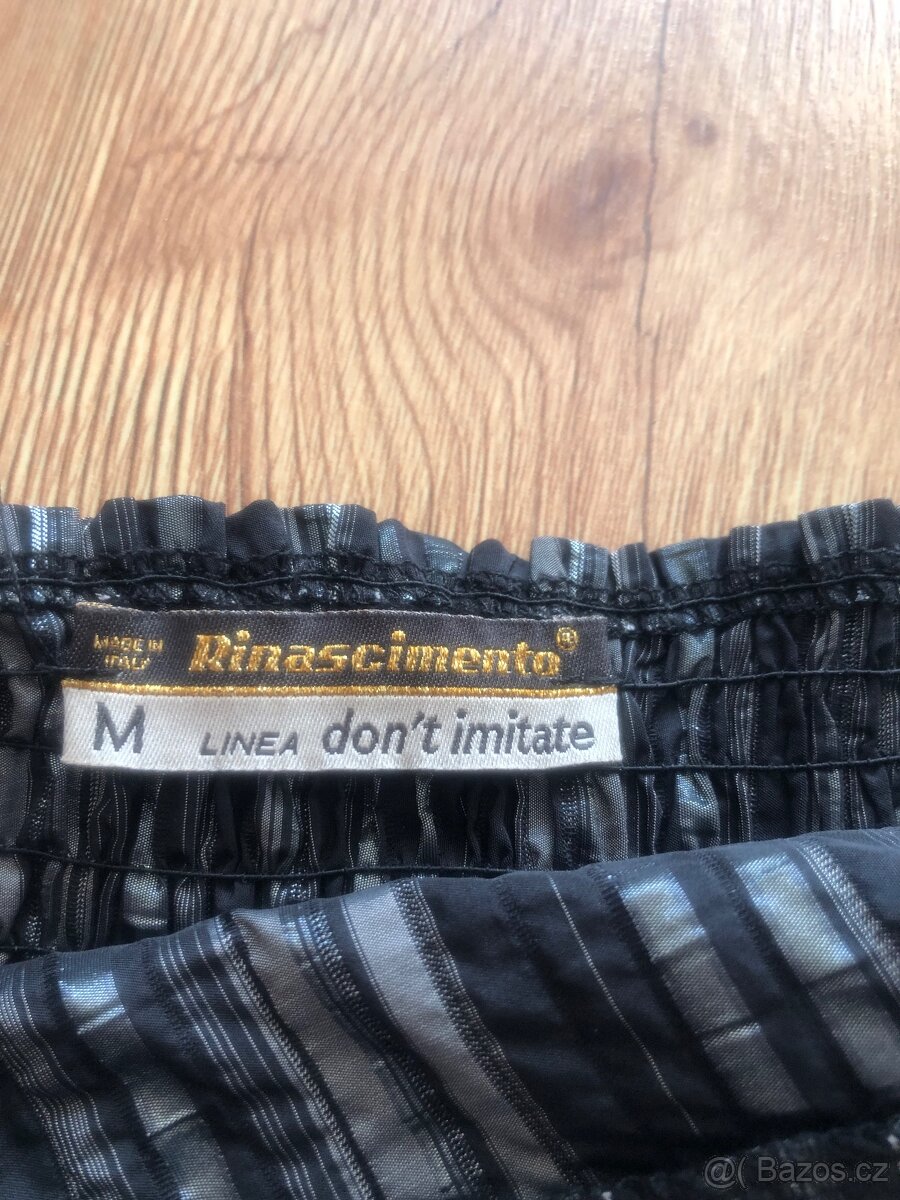 MADE IN
ITALY
Rinascimento®
M LINEA don't imitate
@( Bazos.cz